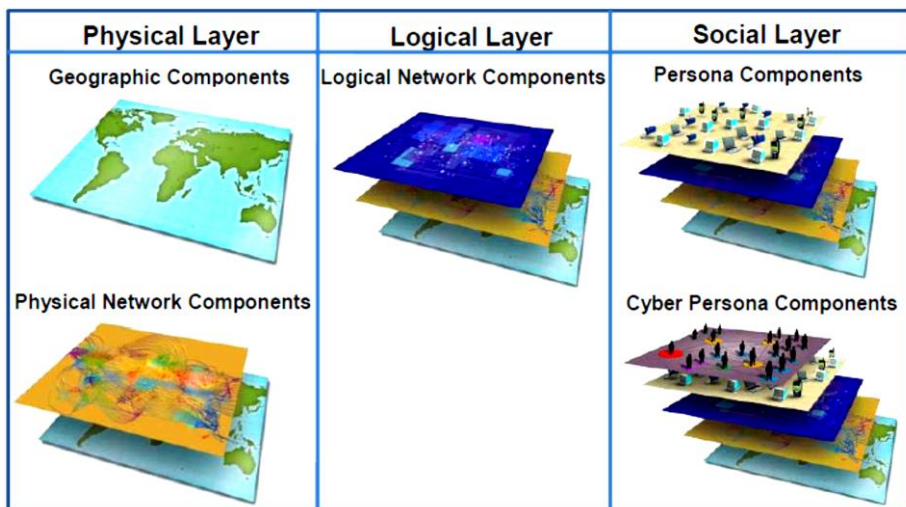 Physical Layer
Logical Layer
Social Layer
Geographic Components
Logical Network Components
Persona Components
Physical Network Components
Cyber Persona Components